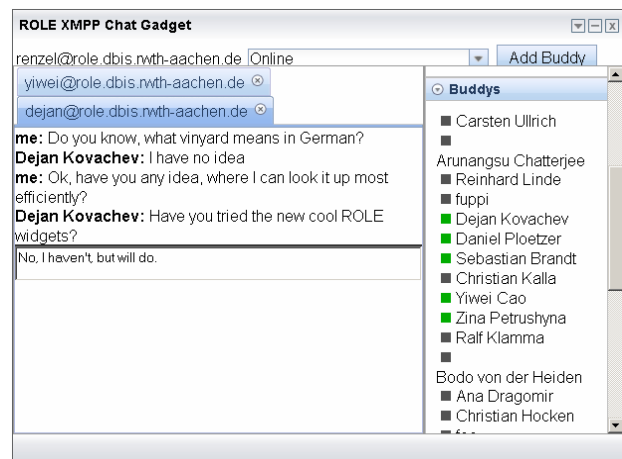 ROLE XMPP Chat Gadget
renzel@role.dbis.rwth-aachen.de Online Add Buddy
yiwei@role.dbis.rwth-aachen.de
dejan@role.dbis.rwth-aachen.de
me: Do you know, what vinyard means in German?
Dejan Kovachev: I have no idea
me: Ok, have you any idea, where I can look it up most
efficiently?
Dejan Kovachev: Have you tried the new cool ROLE
widgets?
No, I haven't, but will do.
Buddys
Carsten Ullrich
Arunangsu Chatterjee
Reinhard Linde
fuppi
Dejan Kovachev
Daniel Ploetzer
Sebastian Brandt
Christian Kalla
Yiwei Cao
Zina Petrushyna
Ralf Klamma
Bodo von der Heiden
Ana Dragomir
Christian Hocken